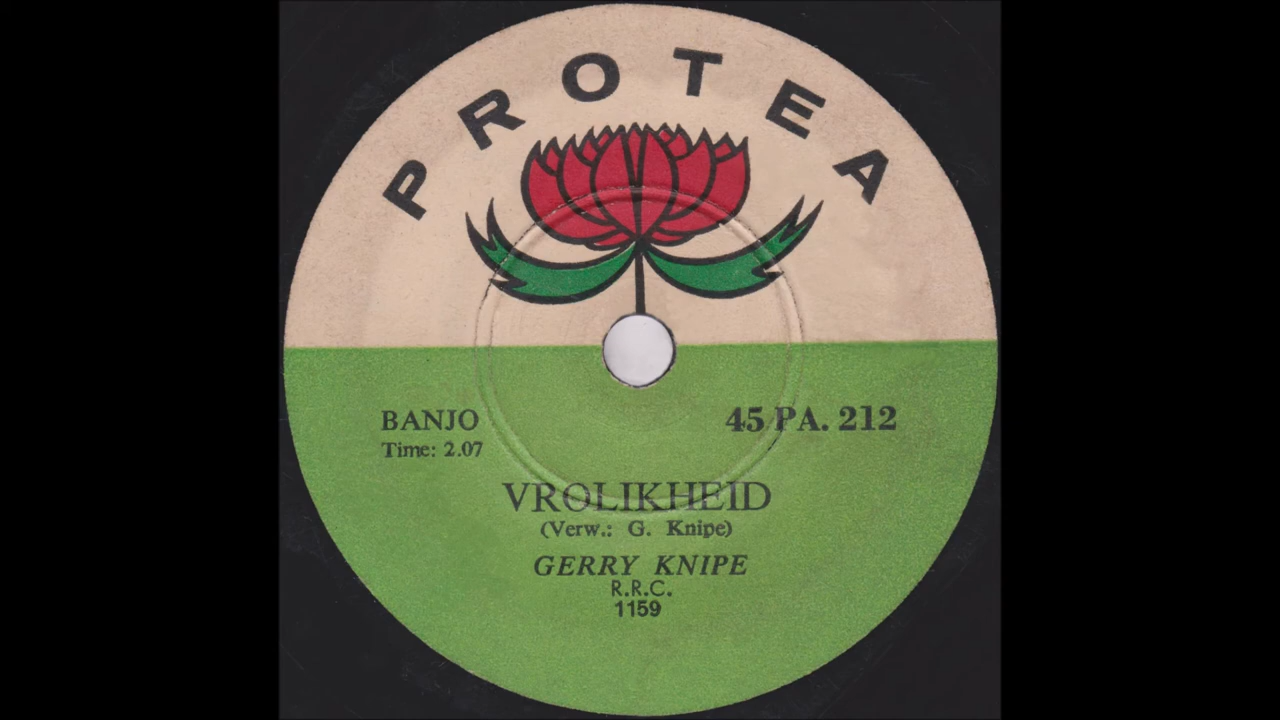 PROTEA
BANJO
45 PA. 212
Time: 2.07
VROLIKHEID
(Verw.: G. Knipe)
GERRY KNIPE
R.R.C.
1159